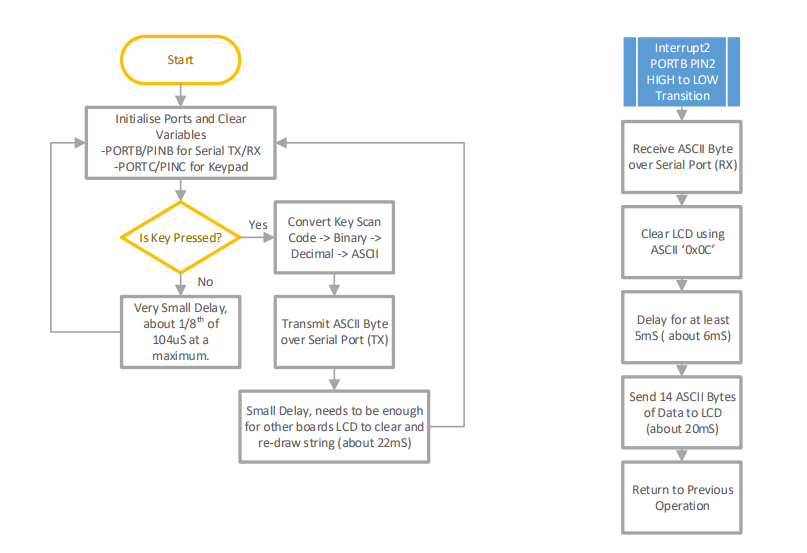 Start
Initialise Ports and Clear
Variables
-PORTB/PINB for Serial TX/RX
-PORTC/PINC for Keypad
Is Key Pressed?
Yes
No
Convert Key Scan
Code -> Binary ->
Decimal -> ASCII
Very Small Delay,
about 1/8th of
104uS at a
maximum.
Transmit ASCII Byte
over Serial Port (TX)
Small Delay, needs to be enough
for other boards LCD to clear and
re-draw string (about 22mS)
Interrupt2
PORTB PIN2
HIGH to LOW
Transition
Receive ASCII Byte
over Serial Port (RX)
Clear LCD using
ASCII ‘0x0C’
Delay for at least
5mS ( about 6mS)
Send 14 ASCII Bytes
of Data to LCD
(about 20mS)
Return to Previous
Operation